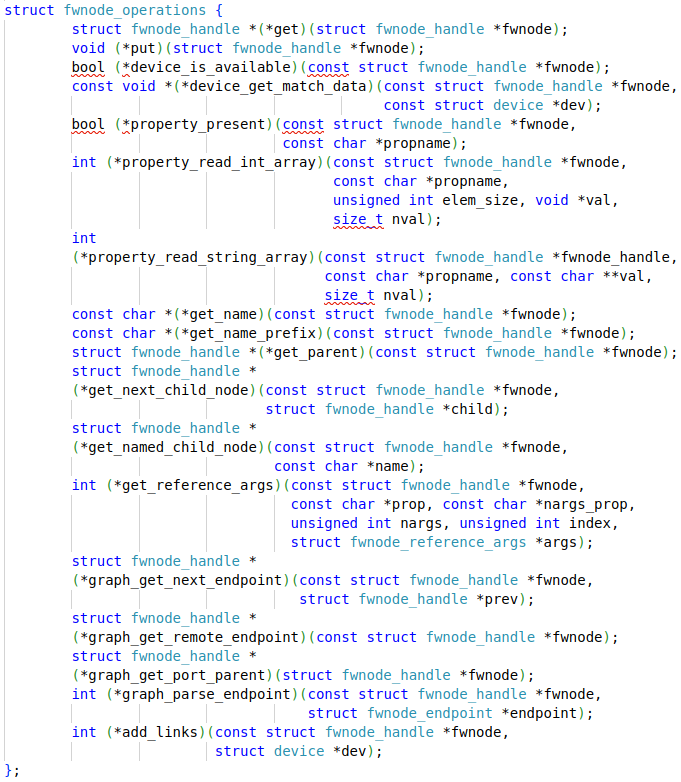 struct fwnode_operations {
struct fwnode_handle *(*get)(struct fwnode_handle *fwnode);
void (*put)(struct fwnode_handle *fwnode);
bool (*device_is_available)(const struct fwnode_handle *fwnode);
const void *(*device_get_match_data)(const struct fwnode_handle *fwnode,
const struct device *dev);
bool (*property_present)(const struct fwnode_handle *fwnode,
const char *propname);
int (*property_read_int_array)(const struct fwnode_handle *fwnode,
const char *propname,
unsigned int elem_size, void *val,
size_t nval);
int
(*property_read_string_array)(const struct fwnode_handle *fwnode_handle,
const char *propname, const char **val,
size_t nval);
const char *(*get_name)(const struct fwnode_handle *fwnode);
const char *(*get_name_prefix)(const struct fwnode_handle *fwnode);
struct fwnode_handle *(*get_parent)(const struct fwnode_handle *fwnode);
struct fwnode_handle *
(*get_next_child_node)(const struct fwnode_handle *fwnode,
struct fwnode_handle *child);
struct fwnode_handle *
(*get_named_child_node)(const struct fwnode_handle *fwnode,
const char *name);
int (*get_reference_args)(const struct fwnode_handle *fwnode,
const char *prop, const char *nargs_prop,
unsigned int nargs, unsigned int index,
struct fwnode_reference_args *args);
struct fwnode_handle *
(*graph_get_next_endpoint)(const struct fwnode_handle *fwnode,
struct fwnode_handle *prev);
struct fwnode_handle *
(*graph_get_remote_endpoint)(const struct fwnode_handle *fwnode);
struct fwnode_handle *
(*graph_get_port_parent)(struct fwnode_handle *fwnode);
int (*graph_parse_endpoint)(const struct fwnode_handle *fwnode,
struct fwnode_endpoint *endpoint);
int (*add_links)(const struct fwnode_handle *fwnode,
struct device *dev);
};